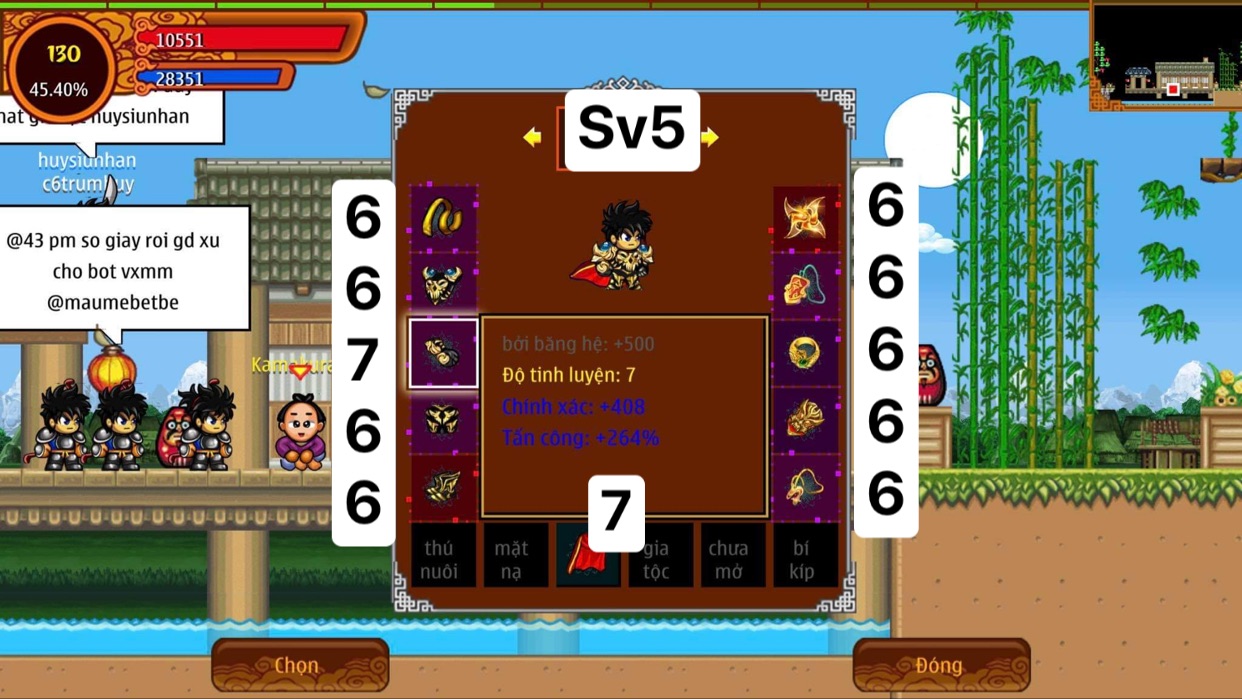 130
45.40%
10551
28351
huysiunhan
huysiunhan
c6trumhuy
@43 pm so giay roi gd xu
cho bot vxmm
@maumebetbe
Sv5
6
6
7
6
6
6
6
6
6
6
bởi băng hệ: +500
Độ tinh luyện: 7
Chính xác: +408
Tấn công: +264%
7
thú
nuôi
mặt
nạ
gia
tộc
chưa
mở
bí
kíp
Chọn
Đóng